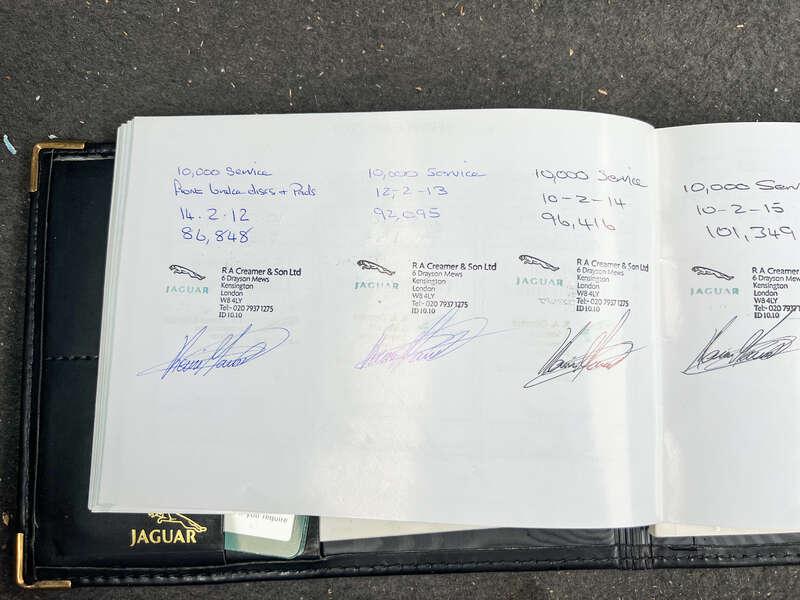 10,000 Service
Front brake discs + Pads
14.2.12
86,848
JAGUAR
R A Creamer & Son Ltd
6 Drayson Mews
Kensington
London
W8 4LY
Tel:- 020 7937 1275
ID 10.10
10,000 Service
12-2-13
92,095
JAGUAR
R A Creamer & Son Ltd
6 Drayson Mews
Kensington
London
W8 4LY
Tel:- 020 7937 1275
ID 10.10
10,000 Service
10-2-14
96,416
JAGUAR
R A Creamer & Son Ltd
6 Drayson Mews
Kensington
London
W8 4LY
Tel:- 020 7937 1275
ID 10.10
10,000 Serv
10-2-15
101,349
JAGUAR
R A Creamer & Son Ltd
6 Drayson Mews
Kensington
London
W8 4LY
Tel:- 020 7937 1275
ID 10.10
JAGUAR